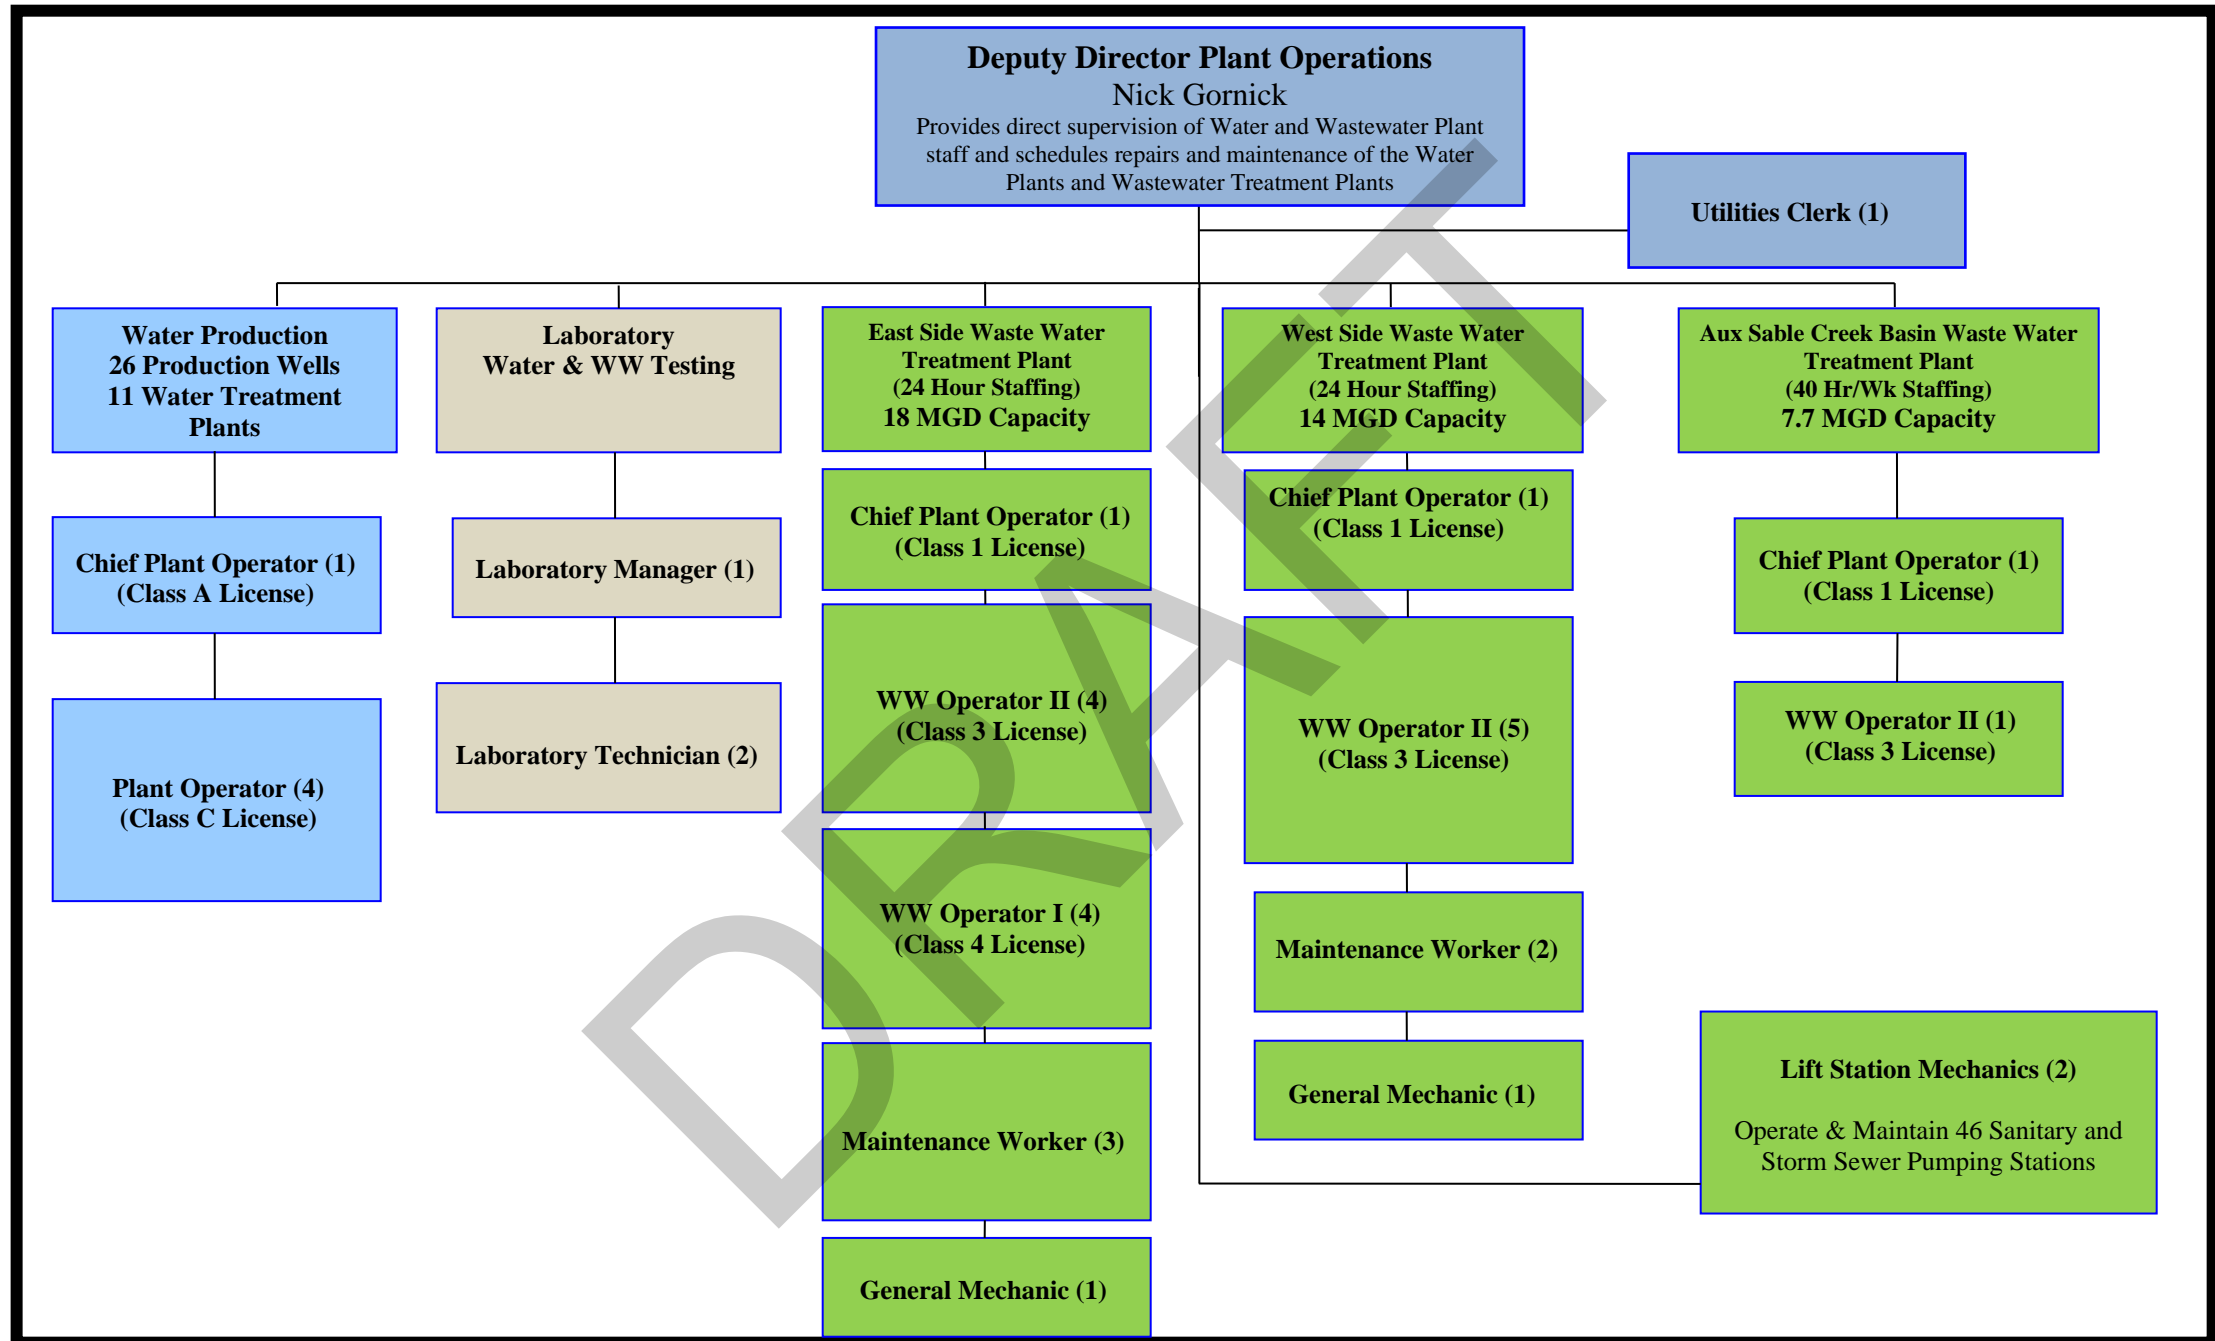 Deputy Director Plant Operations
Nick Gornick
Provides direct supervision of Water and Wastewater Plant
staff and schedules repairs and maintenance of the Water
Plants and Wastewater Treatment Plants
Utilities Clerk (1)
Water Production
26 Production Wells
11 Water Treatment
Plants
Chief Plant Operator (1)
(Class A License)
Plant Operator (4)
(Class C License)
Laboratory
Water & WW Testing
Laboratory Manager (1)
Laboratory Technician (2)
East Side Waste Water
Treatment Plant
(24 Hour Staffing)
18 MGD Capacity
Chief Plant Operator (1)
(Class 1 License)
WW Operator II (4)
(Class 3 License)
WW Operator I (4)
(Class 4 License)
Maintenance Worker (3)
General Mechanic (1)
West Side Waste Water
Treatment Plant
(24 Hour Staffing)
14 MGD Capacity
Chief Plant Operator (1)
(Class 1 License)
WW Operator II (5)
(Class 3 License)
Maintenance Worker (2)
General Mechanic (1)
Aux Sable Creek Basin Waste Water
Treatment Plant
(40 Hr/Wk Staffing)
7.7 MGD Capacity
Chief Plant Operator (1)
(Class 1 License)
WW Operator II (1)
(Class 3 License)
Lift Station Mechanics (2)
Operate & Maintain 46 Sanitary and
Storm Sewer Pumping Stations
DRAFT